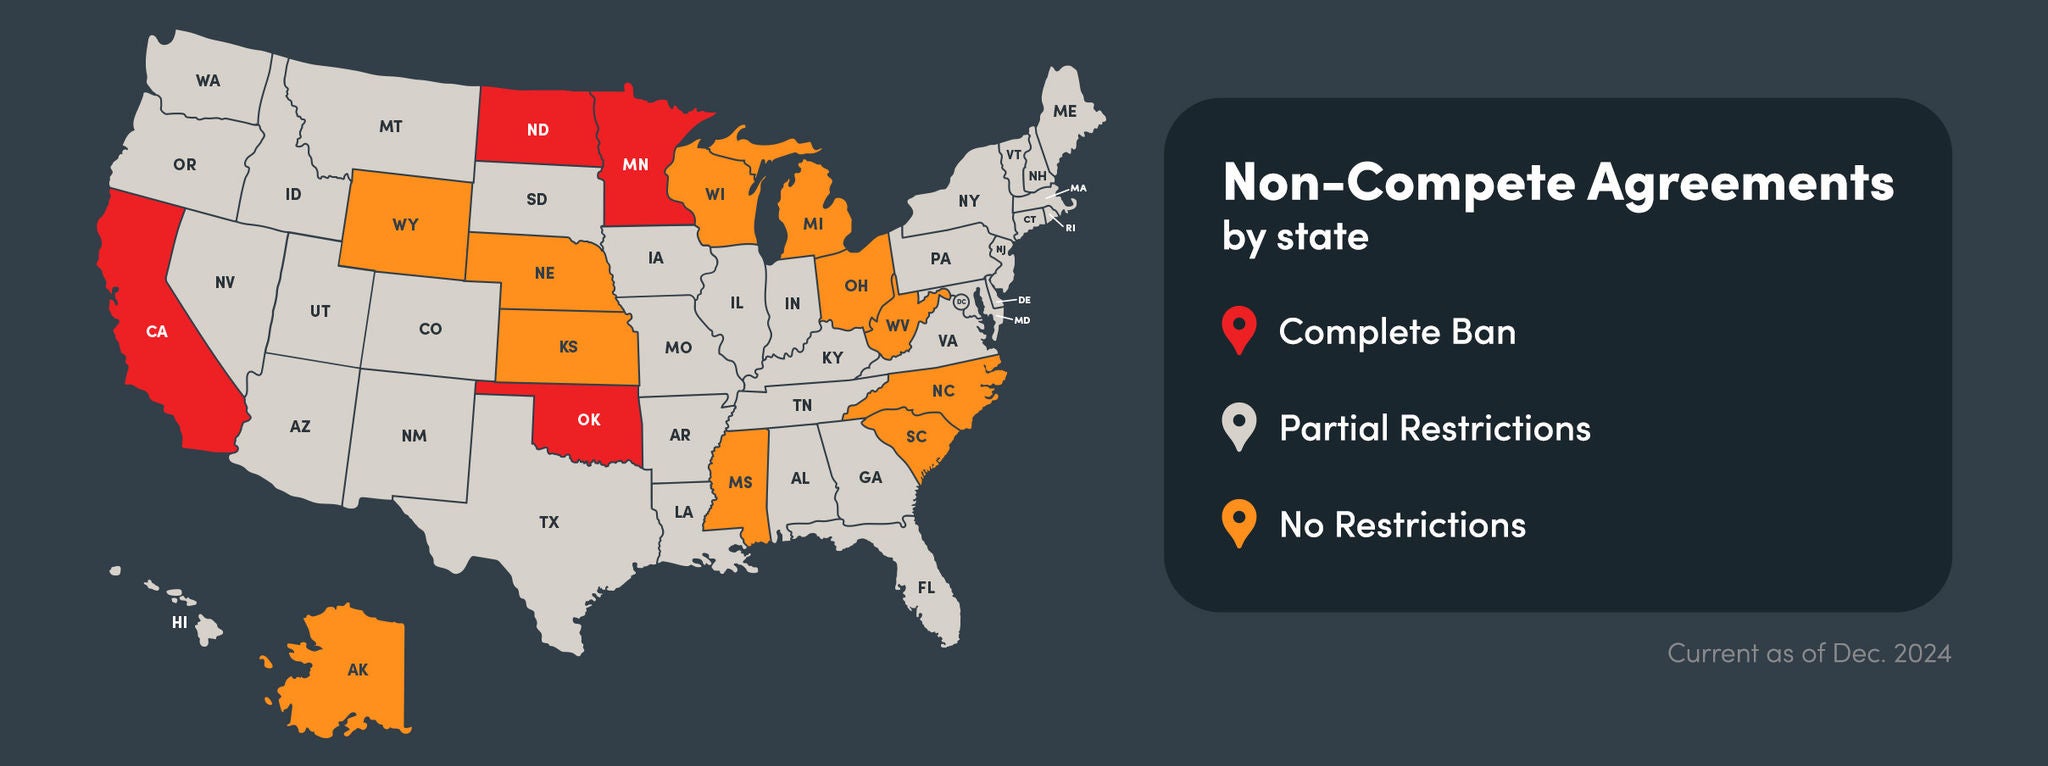 WA
MT
ND
MN
ME
OR
ID
WY
SD
WI
MI
NY
VT
NH
MA
CT
RI
NV
UT
CO
NE
IA
IL
IN
OH
PA
NJ
DE
MD
DC
CA
KS
MO
KY
WV
VA
AZ
NM
OK
AR
TN
NC
SC
TX
LA
MS
AL
GA
FL
HI
AK
Non-Compete Agreements
by state
Complete Ban
Partial Restrictions
No Restrictions
Current as of Dec. 2024